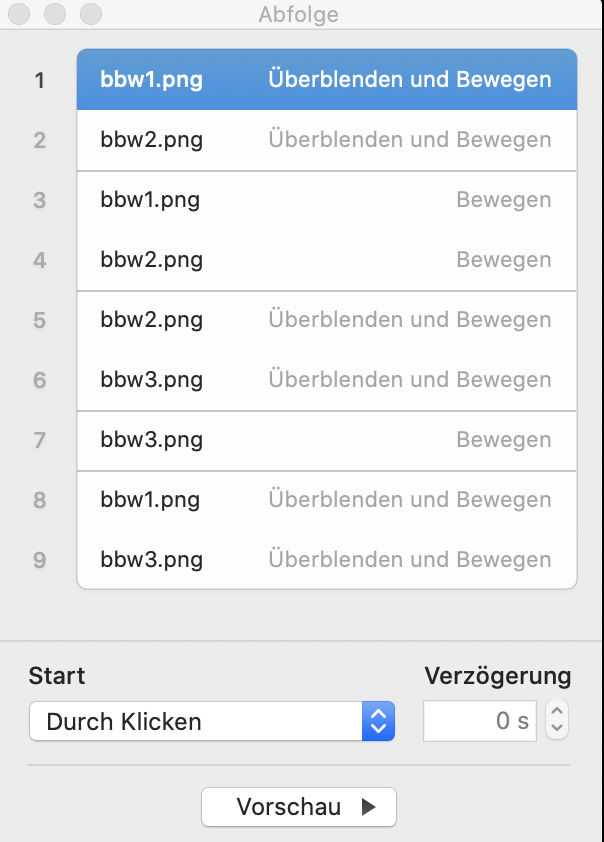 Abfolge
1 bbw1.png Überblenden und Bewegen
2 bbw2.png Überblenden und Bewegen
3 bbw1.png Bewegen
4 bbw2.png Bewegen
5 bbw2.png Überblenden und Bewegen
6 bbw3.png Überblenden und Bewegen
7 bbw3.png Bewegen
8 bbw1.png Überblenden und Bewegen
9 bbw3.png Überblenden und Bewegen
Start Verzögerung
Durch Klicken 0 s
Vorschau